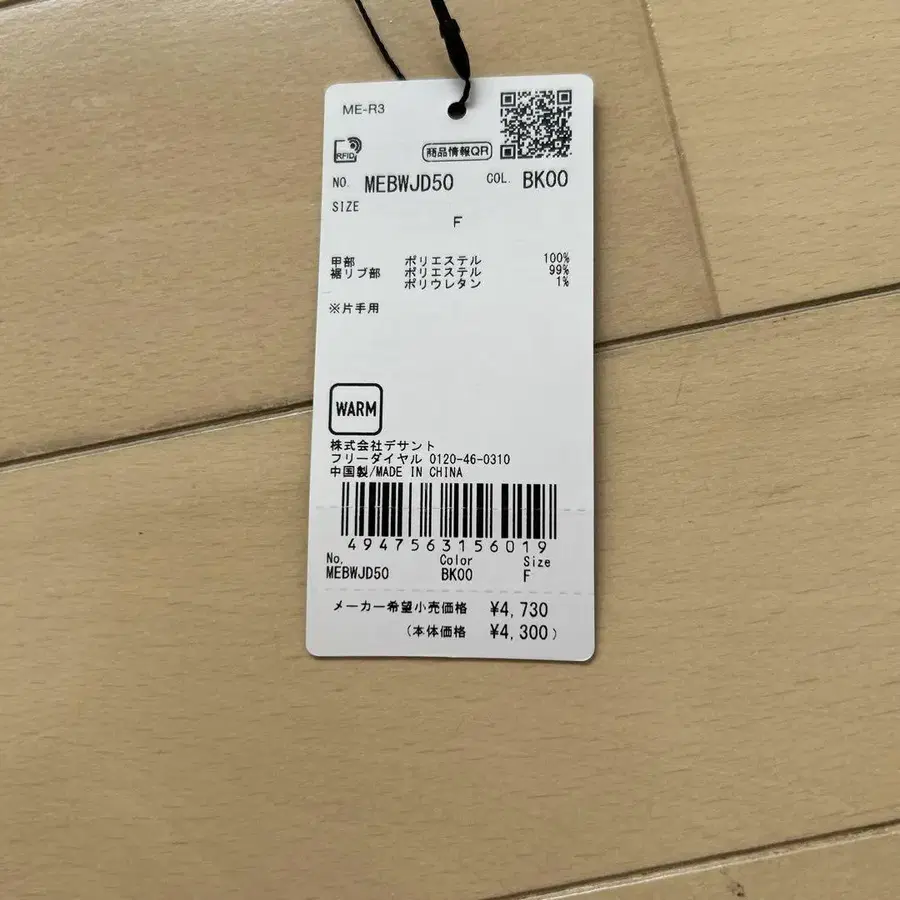 ME-R3
RFID
商品情報QR
NO. MEBWJD50 COL. BK00
SIZE
F
甲部 ポリエステル 100%
裾リブ部 ポリエステル 99%
ポリウレタン 1%
※片手用
WARM
株式会社デサント
フリーダイヤル 0120-46-0310
中国製/MADE IN CHINA
4947563156019
No. Color Size
MEBWJD50 BK00 F
メーカー希望小売価格 ¥4,730
(本体価格 ¥4,300)